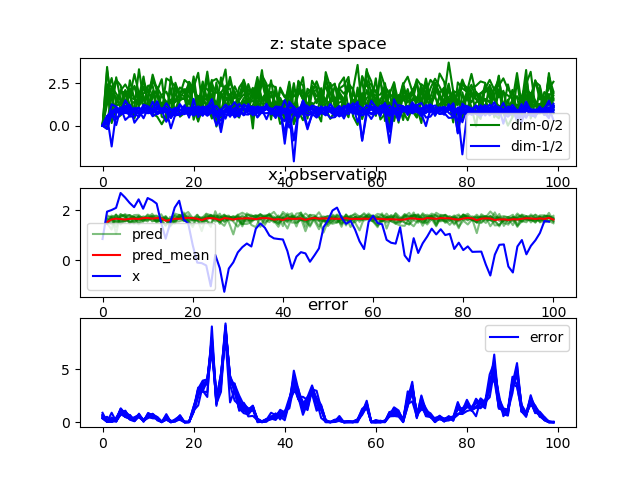 z: state space
2.5
0.0
dim-0/2
dim-1/2
0 20 40 60 80 100
x: observation
2
0
pred
pred_mean
x
0 20 40 60 80 100
error
5
0
error
0 20 40 60 80 100